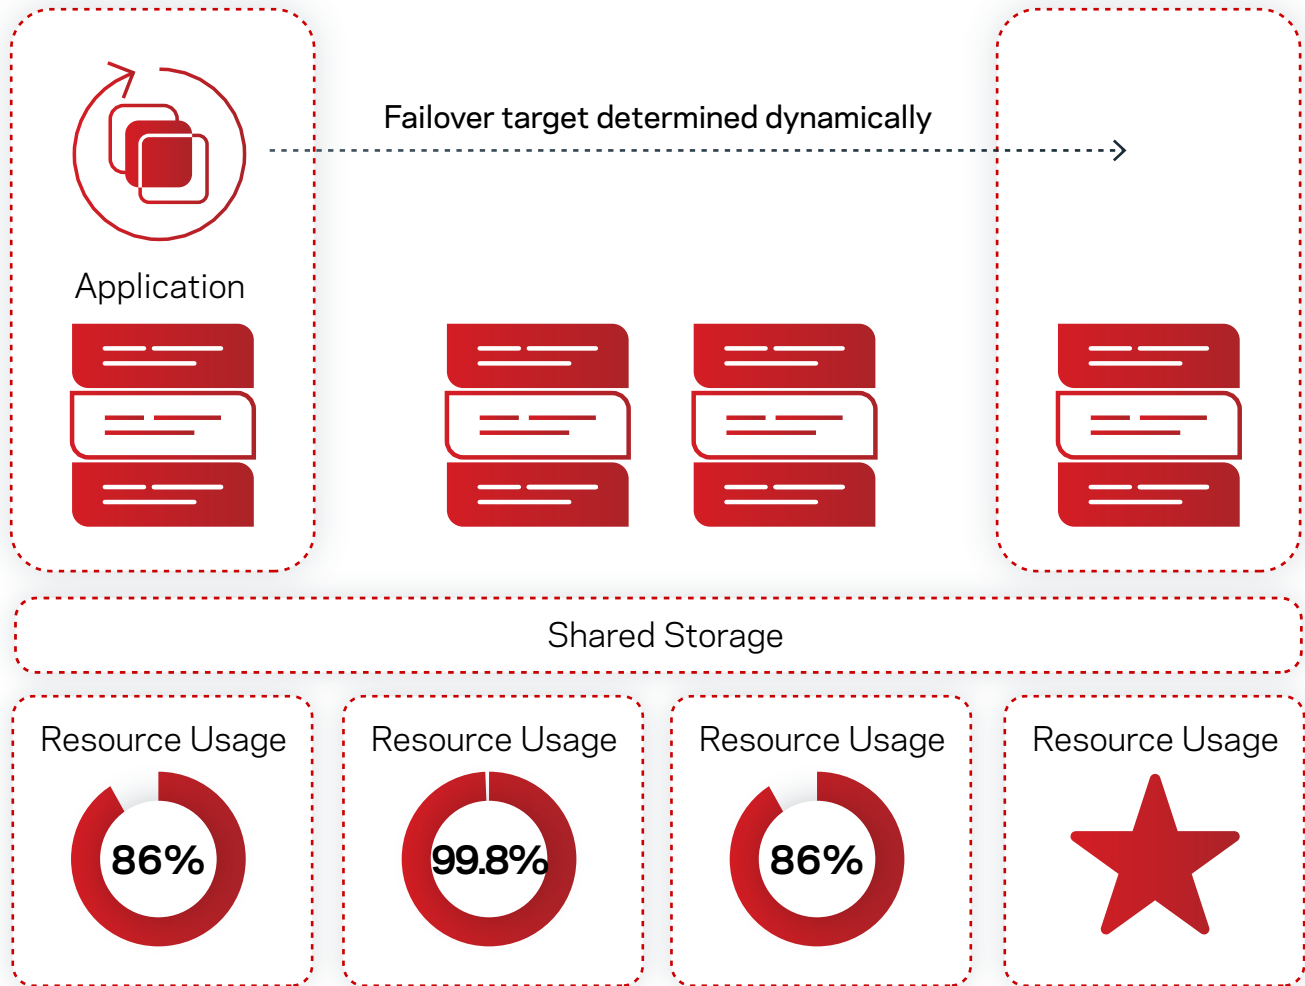 Failover target determined dynamically
Application
Shared Storage
Resource Usage
Resource Usage
Resource Usage
Resource Usage
86%
99.8%
86%